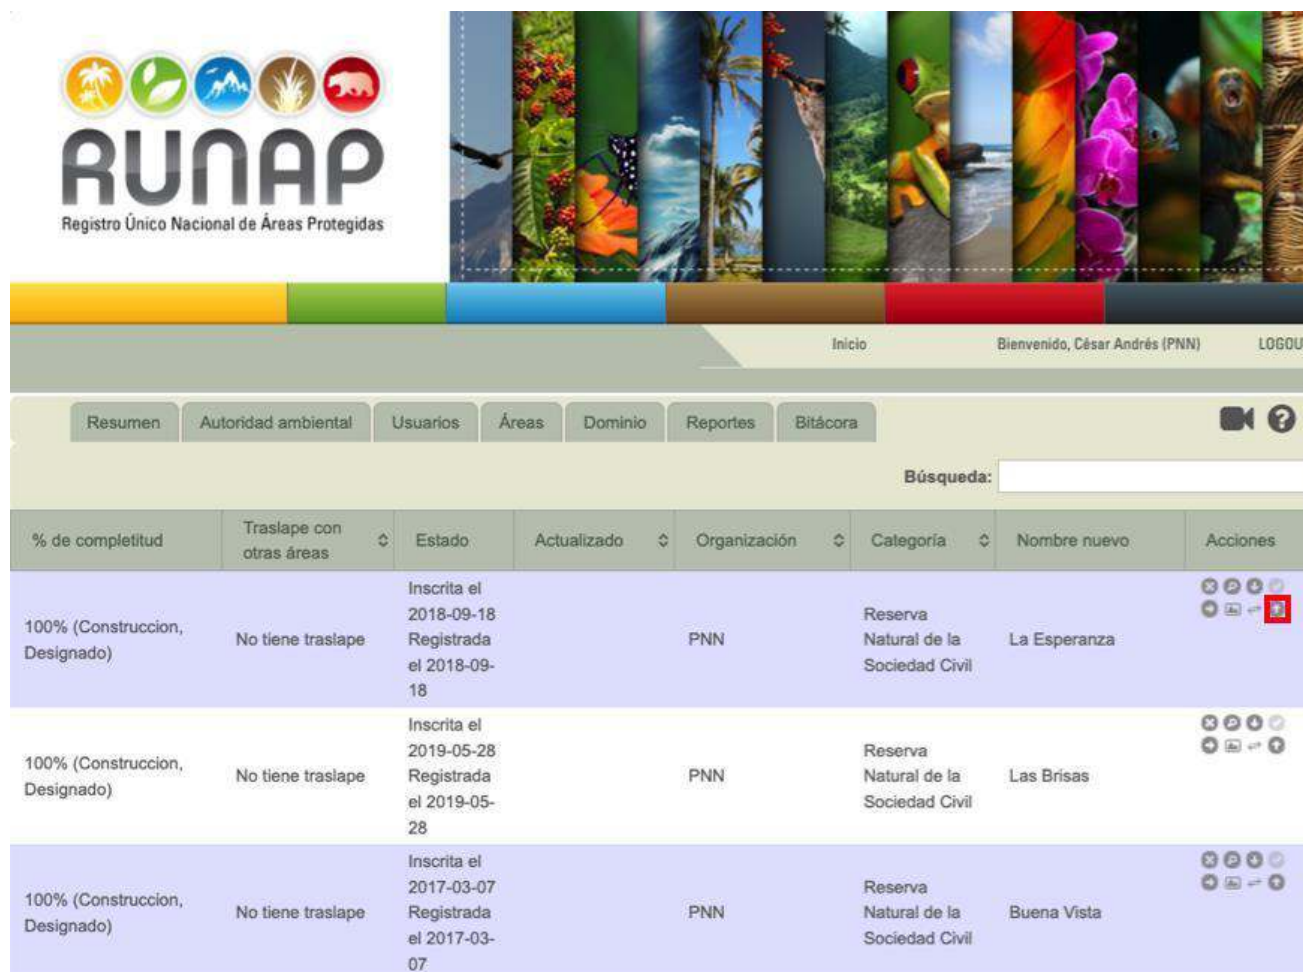 RUNAP
Registro Único Nacional de Áreas Protegidas
Inicio
Bienvenido, César Andrés (PNN)
LOGOU
Resumen
Autoridad ambiental
Usuarios
Áreas
Dominio
Reportes
Bitácora
Búsqueda:
% de completitud
Traslape con
otras áreas
Estado
Actualizado
Organización
Categoría
Nombre nuevo
Acciones
100% (Construccion,
Designado)
No tiene traslape
Inscrita el
2018-09-18
Registrada
el 2018-09-
18
PNN
Reserva
Natural de la
Sociedad Civil
La Esperanza
100% (Construccion,
Designado)
No tiene traslape
Inscrita el
2019-05-28
Registrada
el 2019-05-
28
PNN
Reserva
Natural de la
Sociedad Civil
Las Brisas
100% (Construccion,
Designado)
No tiene traslape
Inscrita el
2017-03-07
Registrada
el 2017-03-
07
PNN
Reserva
Natural de la
Sociedad Civil
Buena Vista